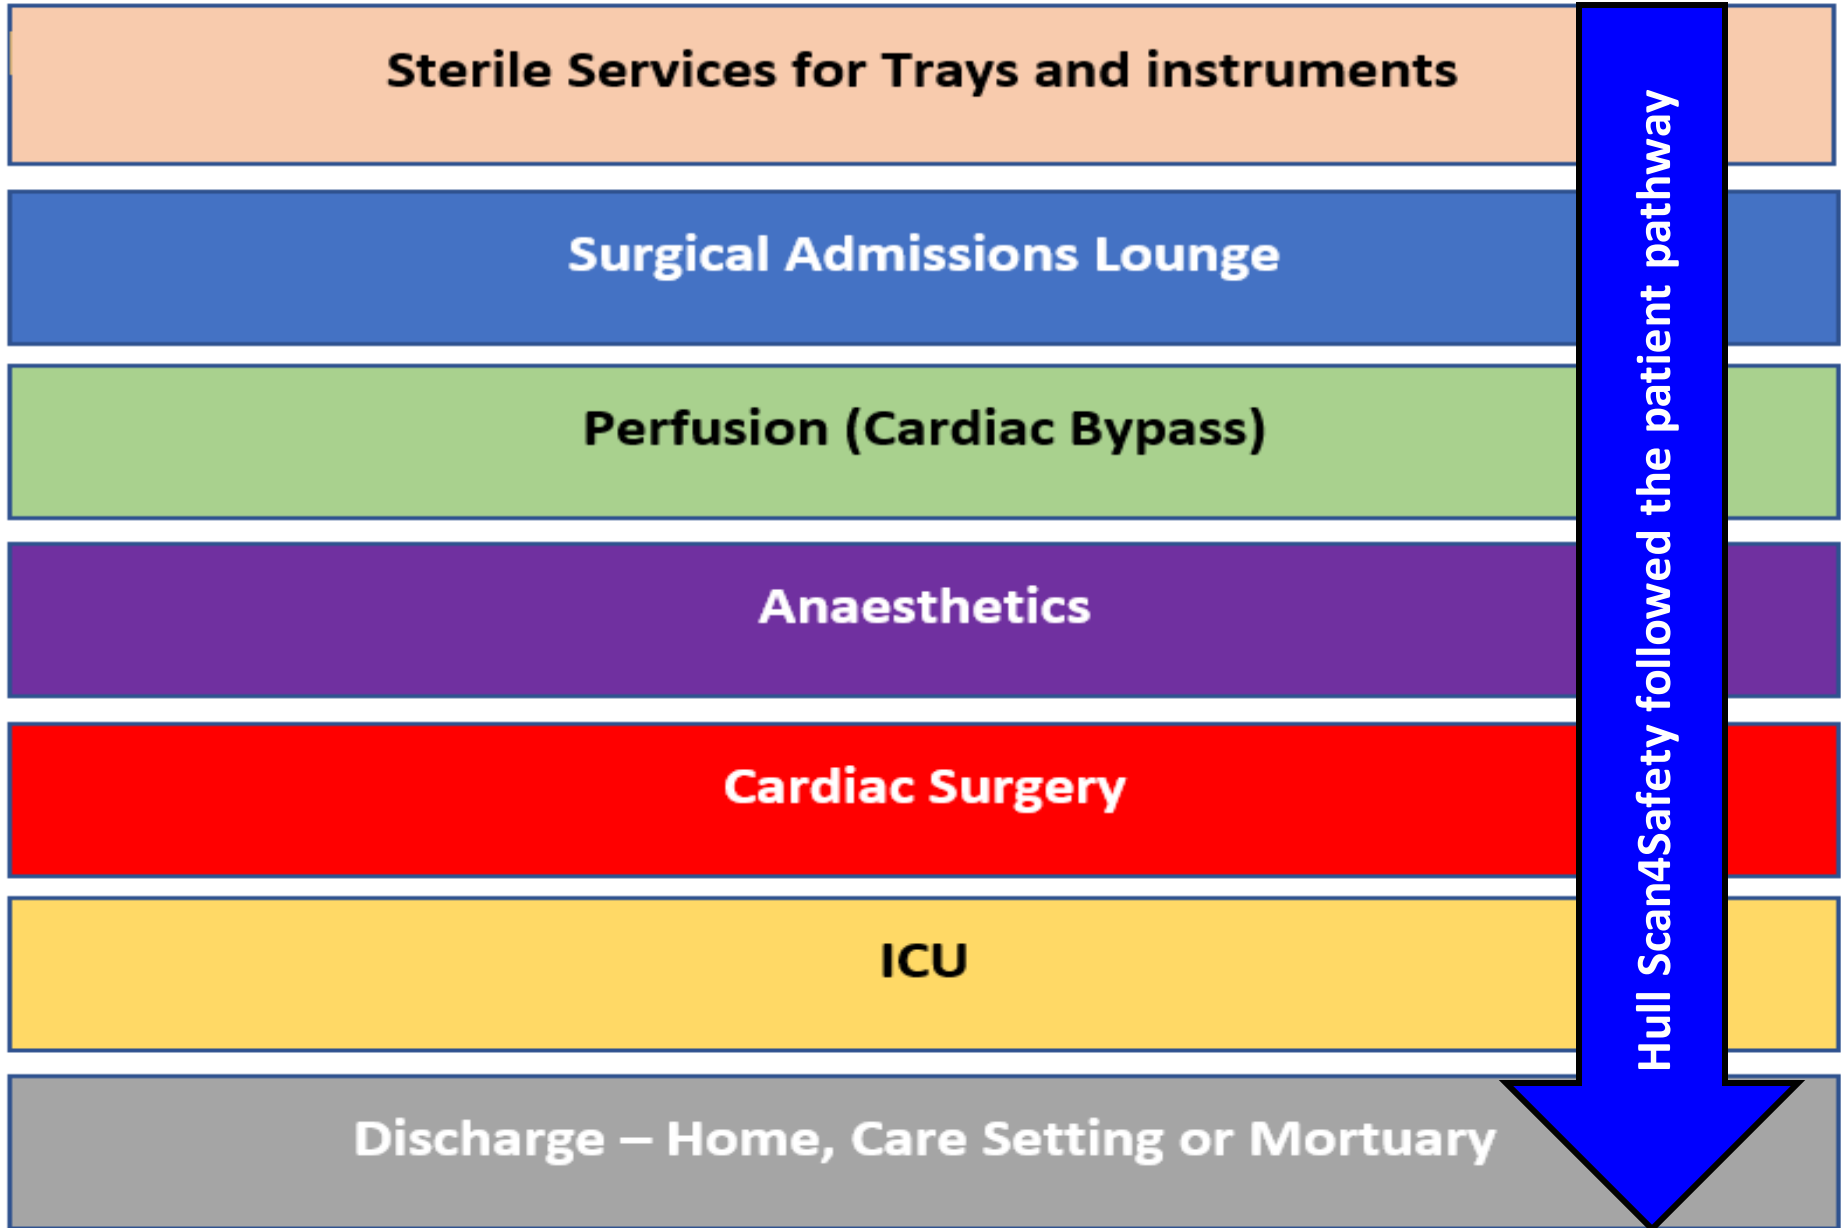 Sterile Services for Trays and instruments
Surgical Admissions Lounge
Perfusion (Cardiac Bypass)
Anaesthetics
Cardiac Surgery
ICU
Discharge – Home, Care Setting or Mortuary
Hull Scan4Safety followed the patient pathway